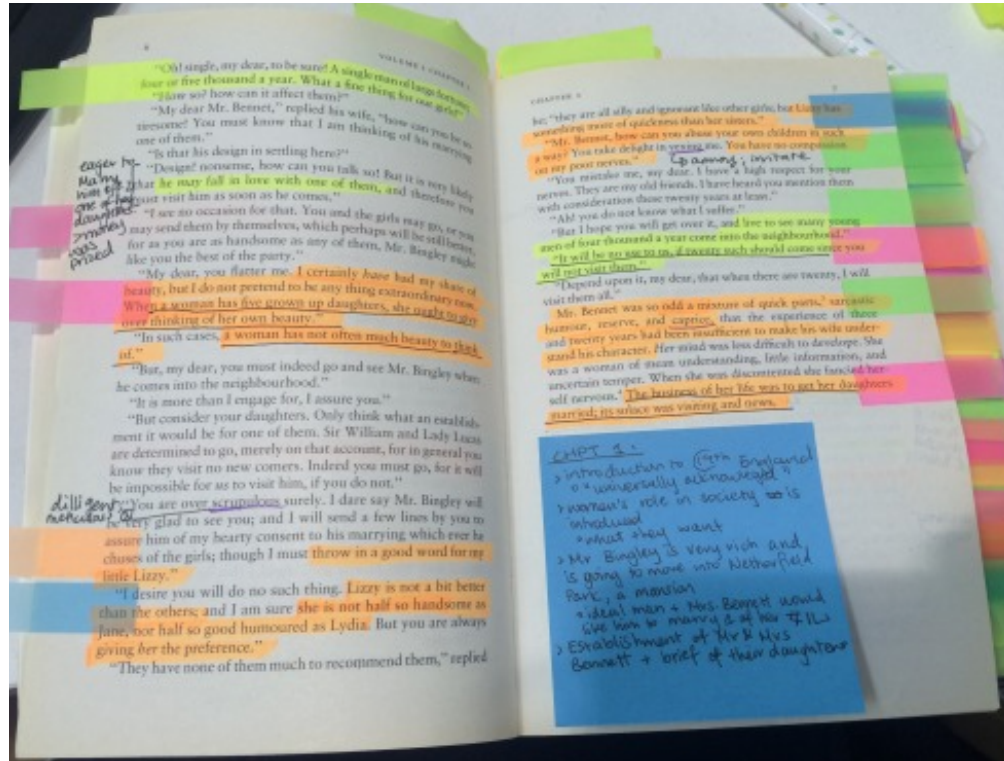 VOLUME I CHAPTER
"Oh! single, my dear, to be sure! A single man of large fortune;
four or five thousand a year. What a fine thing for our girls!"
"How so? how can it affect them?"
"My dear Mr. Bennet," replied his wife, "how can you be so
tiresome! You must know that I am thinking of his marrying
one of them."
"Is that his design in settling here?"
"Design! nonsense, how can you talk so! But it is very likely
that he may fall in love with one of them, and therefore you
must visit him as soon as he comes."
"I see no occasion for that. You and the girls may go, or you
may send them by themselves, which perhaps will be still better,
for as you are as handsome as any of them, Mr. Bingley might
like you the best of the party."
"My dear, you flatter me. I certainly have had my share of
beauty, but I do not pretend to be any thing extraordinary now.
When a woman has five grown up daughters, she ought to give
over thinking of her own beauty."
"In such cases, a woman has not often much beauty to think
of."
"But, my dear, you must indeed go and see Mr. Bingley when
he comes into the neighbourhood."
"It is more than I engage for, I assure you."
"But consider your daughters. Only think what an establish-
ment it would be for one of them. Sir William and Lady Lucas
are determined to go, merely on that account, for in general you
know they visit no new comers. Indeed you must go, for it will
be impossible for us to visit him, if you do not."
"You are over scrupulous surely. I dare say Mr. Bingley will
be very glad to see you; and I will send a few lines by you to
assure him of my hearty consent to his marrying which ever he
chuses of the girls; though I must throw in a good word for my
little Lizzy."
"I desire you will do no such thing. Lizzy is not a bit better
than the others; and I am sure she is not half so handsome as
Jane, nor half so good humoured as Lydia. But you are always
giving her the preference."
"They have none of them much to recommend them," replied
eager to
marry
one of her
daughters
> money
was
prized
diligent
meticulous
CHAPTER
he; "they are all silly and ignorant like other girls; but Lizzy has
something more of quickness than her sisters."
"Mr. Bennet, how can you abuse your own children in such
a way? You take delight in vexing me. You have no compassion
on my poor nerves."
annoy, irritate
"You mistake me, my dear. I have a high respect for your
nerves. They are my old friends. I have heard you mention them
with consideration these twenty years at least."
"Ah! you do not know what I suffer."
"But I hope you will get over it, and live to see many young
men of four thousand a year come into the neighbourhood."
"It will be no use to us, if twenty such should come since you
will not visit them."
"Depend upon it, my dear, that when there are twenty, I will
visit them all."
Mr. Bennet was so odd a mixture of quick parts, sarcastic
humour, reserve, and caprice, that the experience of three
and twenty years had been insufficient to make his wife under-
stand his character. Her mind was less difficult to develope. She
was a woman of mean understanding, little information, and
uncertain temper. When she was discontented she fancied her-
self nervous. The business of her life was to get her daughters
married; its solace was visiting and news.
CHPT 1:
> introduction to 19th England
"universally acknowledged"
> women's role in society is
introduced
what they want
> Mr Bingley is very rich and
is going to move into Netherfield
Park, a mansion
ideal man + Mrs. Bennett would
like him to marry 1 of her
> Establishment of Mr & Mrs
Bennett + brief of their daughters